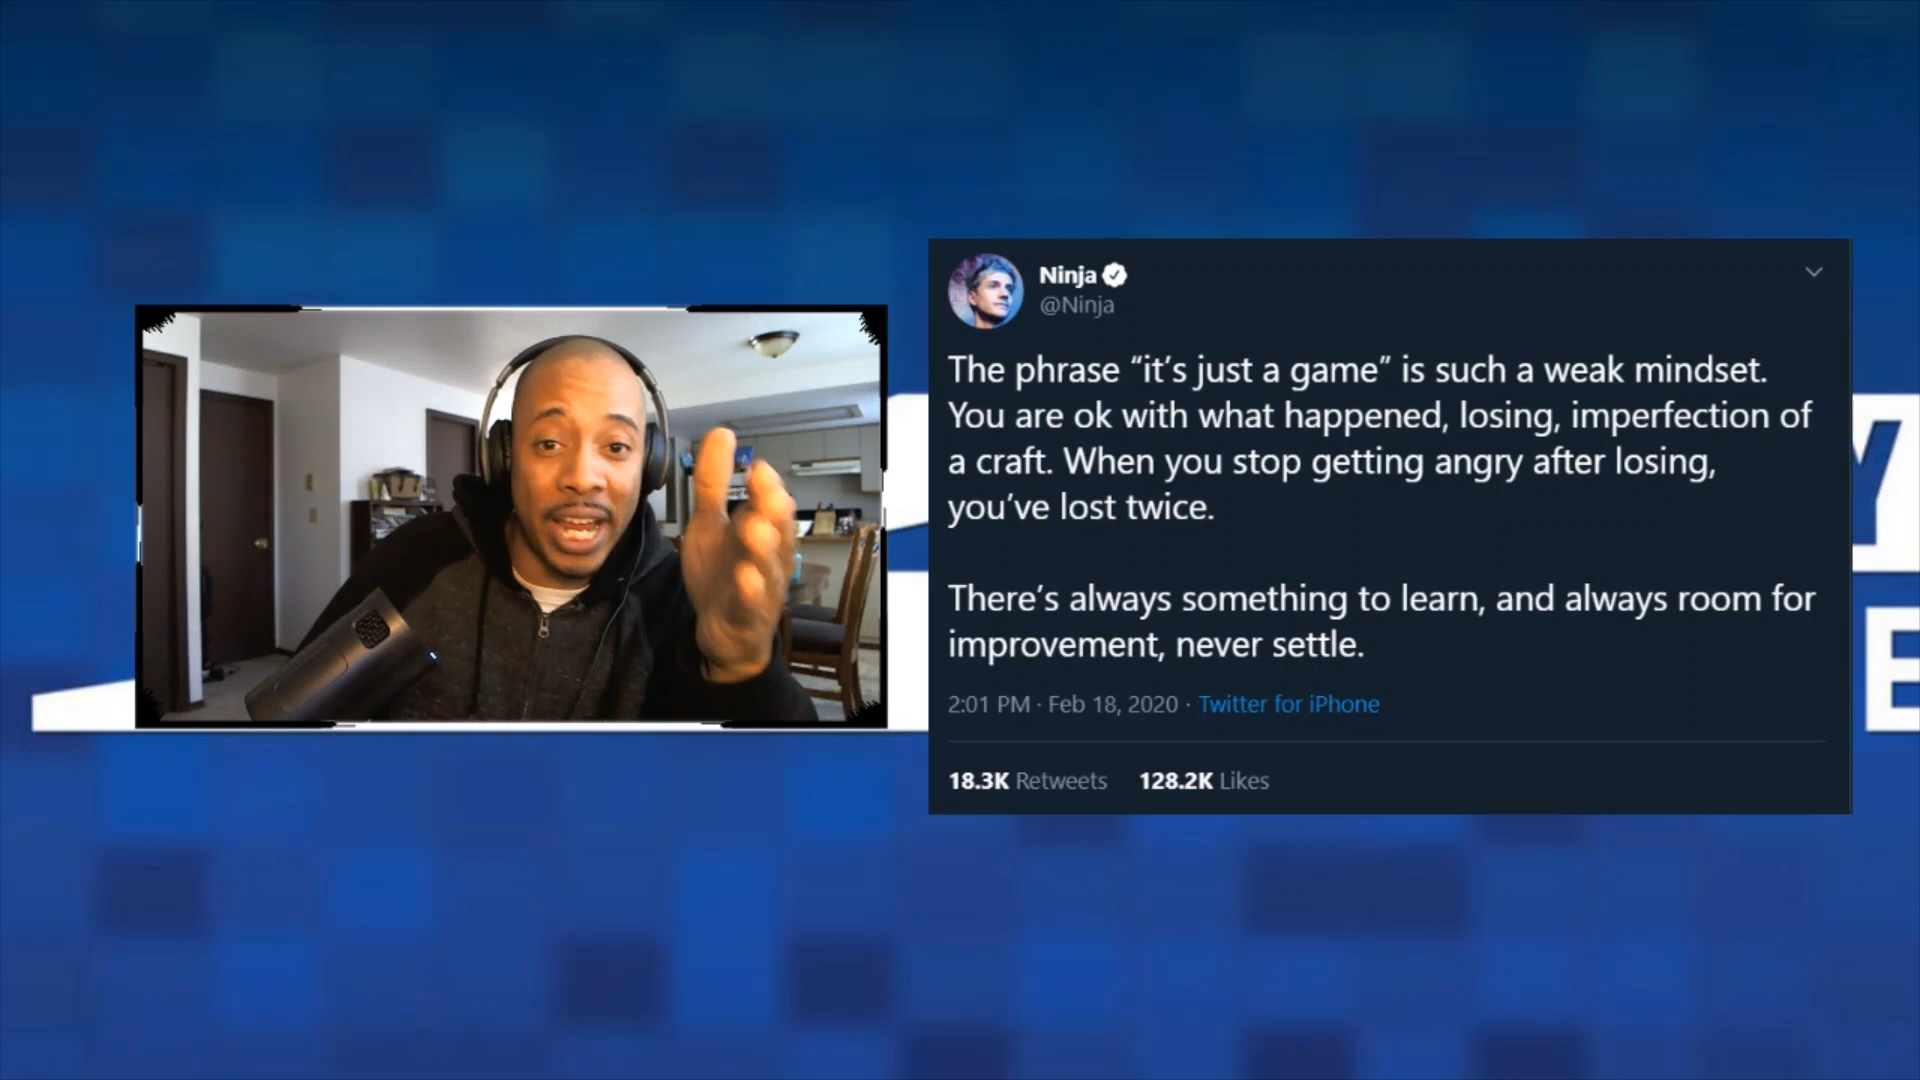 Ninja
@Ninja
The phrase “it’s just a game” is such a weak mindset.
You are ok with what happened, losing, imperfection of
a craft. When you stop getting angry after losing,
you’ve lost twice.
There’s always something to learn, and always room for
improvement, never settle.
2:01 PM · Feb 18, 2020 · Twitter for iPhone
18.3K Retweets 128.2K Likes
Y
E